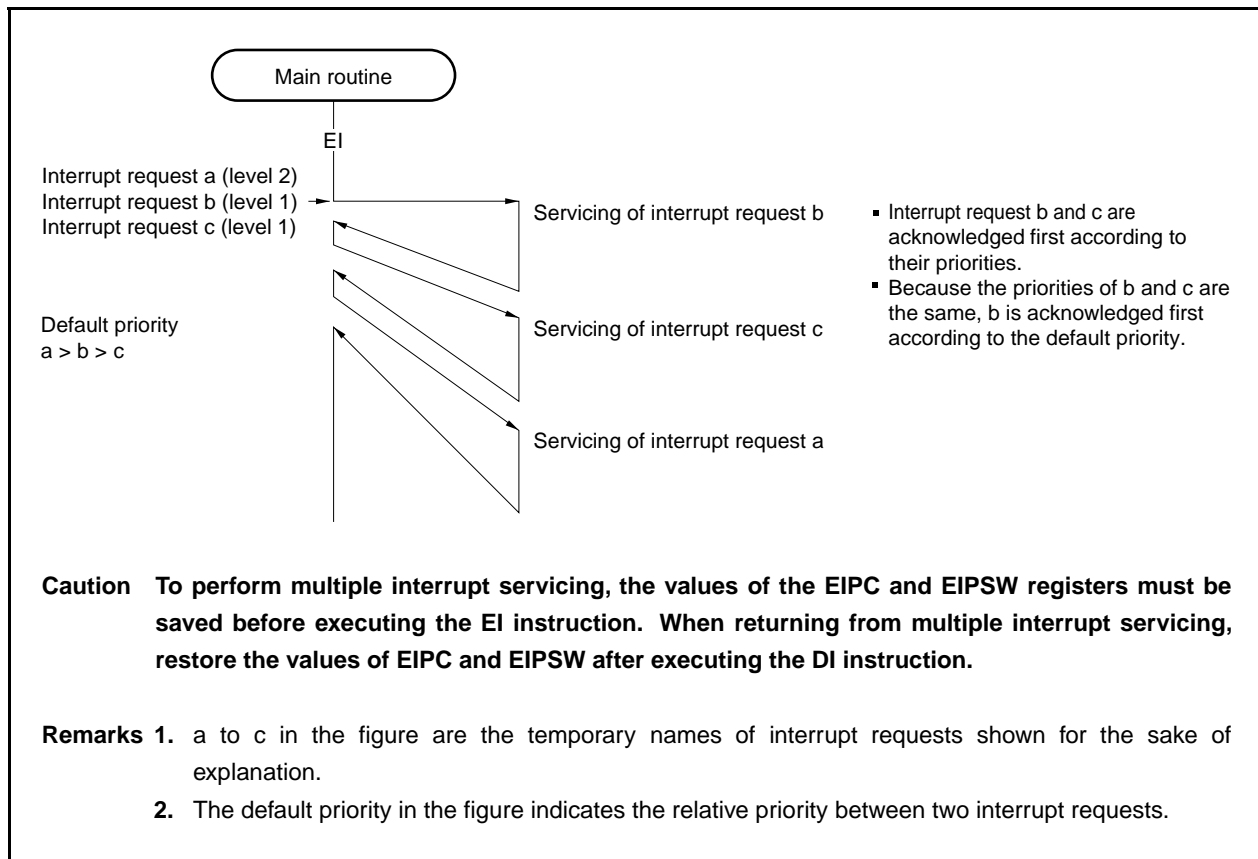 Main routine
EI
Interrupt request a (level 2)
Interrupt request b (level 1)
Interrupt request c (level 1)
Servicing of interrupt request b
▪ Interrupt request b and c are
acknowledged first according to
their priorities.
▪ Because the priorities of b and c are
the same, b is acknowledged first
according to the default priority.
Default priority
a > b > c
Servicing of interrupt request c
Servicing of interrupt request a
Caution To perform multiple interrupt servicing, the values of the EIPC and EIPSW registers must be
saved before executing the EI instruction. When returning from multiple interrupt servicing,
restore the values of EIPC and EIPSW after executing the DI instruction.
Remarks 1. a to c in the figure are the temporary names of interrupt requests shown for the sake of
explanation.
2. The default priority in the figure indicates the relative priority between two interrupt requests.